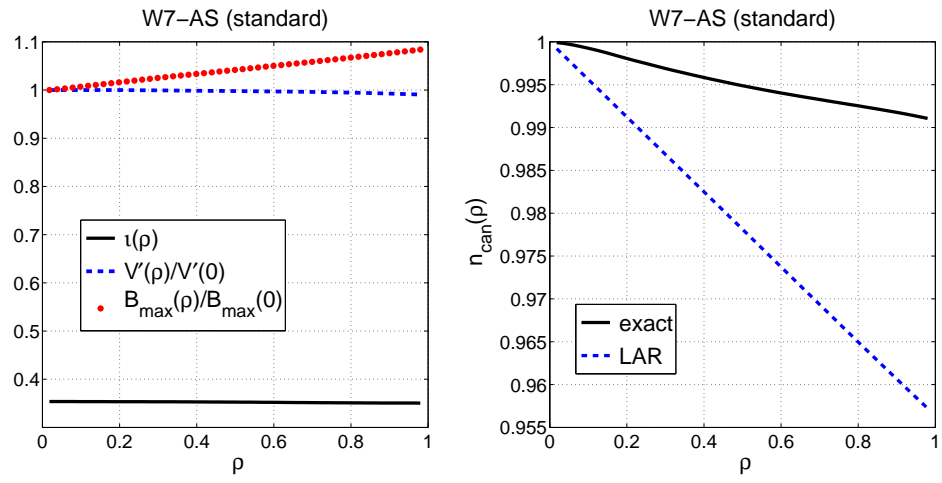 W7-AS (standard)
1.1
1
0.9
0.8
0.7
0.6
0.5
0.4
ι(ρ)
V′(ρ)/V′(0)
B_max(ρ)/B_max(0)
0 0.2 0.4 0.6 0.8 1
ρ
W7-AS (standard)
n_can(ρ)
1
0.995
0.99
0.985
0.98
0.975
0.97
0.965
0.96
0.955
exact
LAR
0 0.2 0.4 0.6 0.8 1
ρ